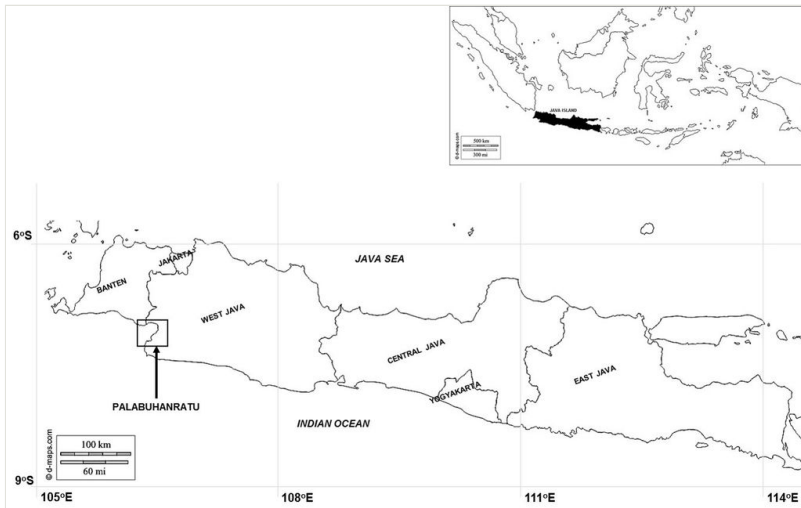 JAVA ISLAND
500 km
300 mi
© d-maps.com
6°S
JAVA SEA
JAKARTA
BANTEN
WEST JAVA
CENTRAL JAVA
EAST JAVA
YOGYAKARTA
PALABUHANRATU
INDIAN OCEAN
100 km
60 mi
© d-maps.com
9°S
105°E
108°E
111°E
114°E